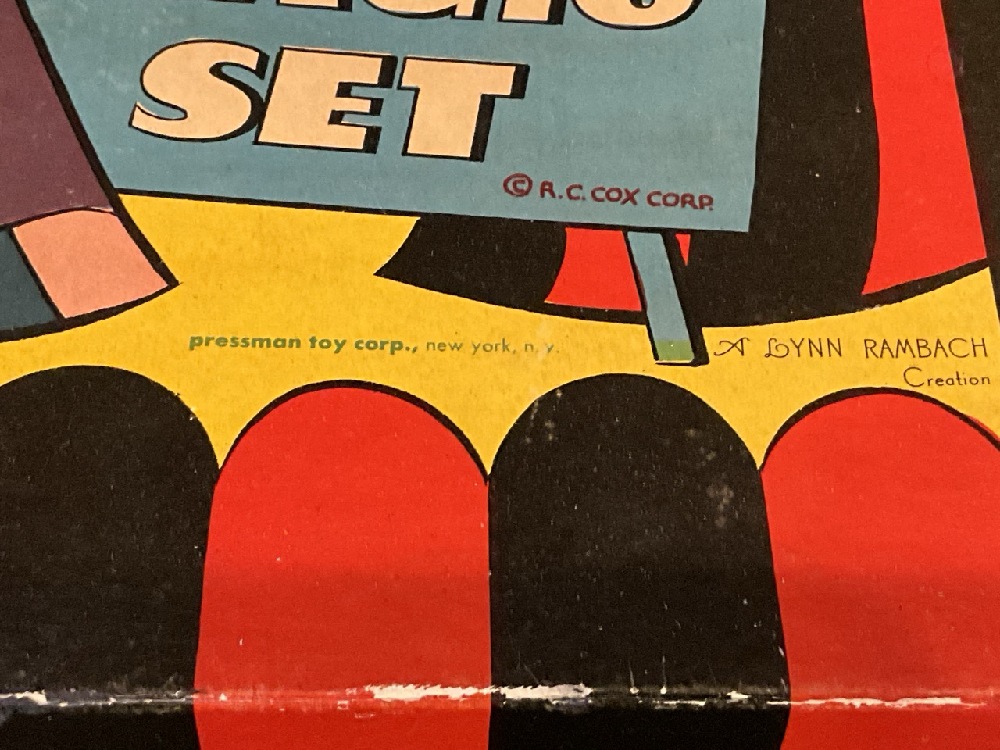 SET
© R.C. COX CORP.
pressman toy corp., new york, n. y.
A LYNN RAMBACH
Creation